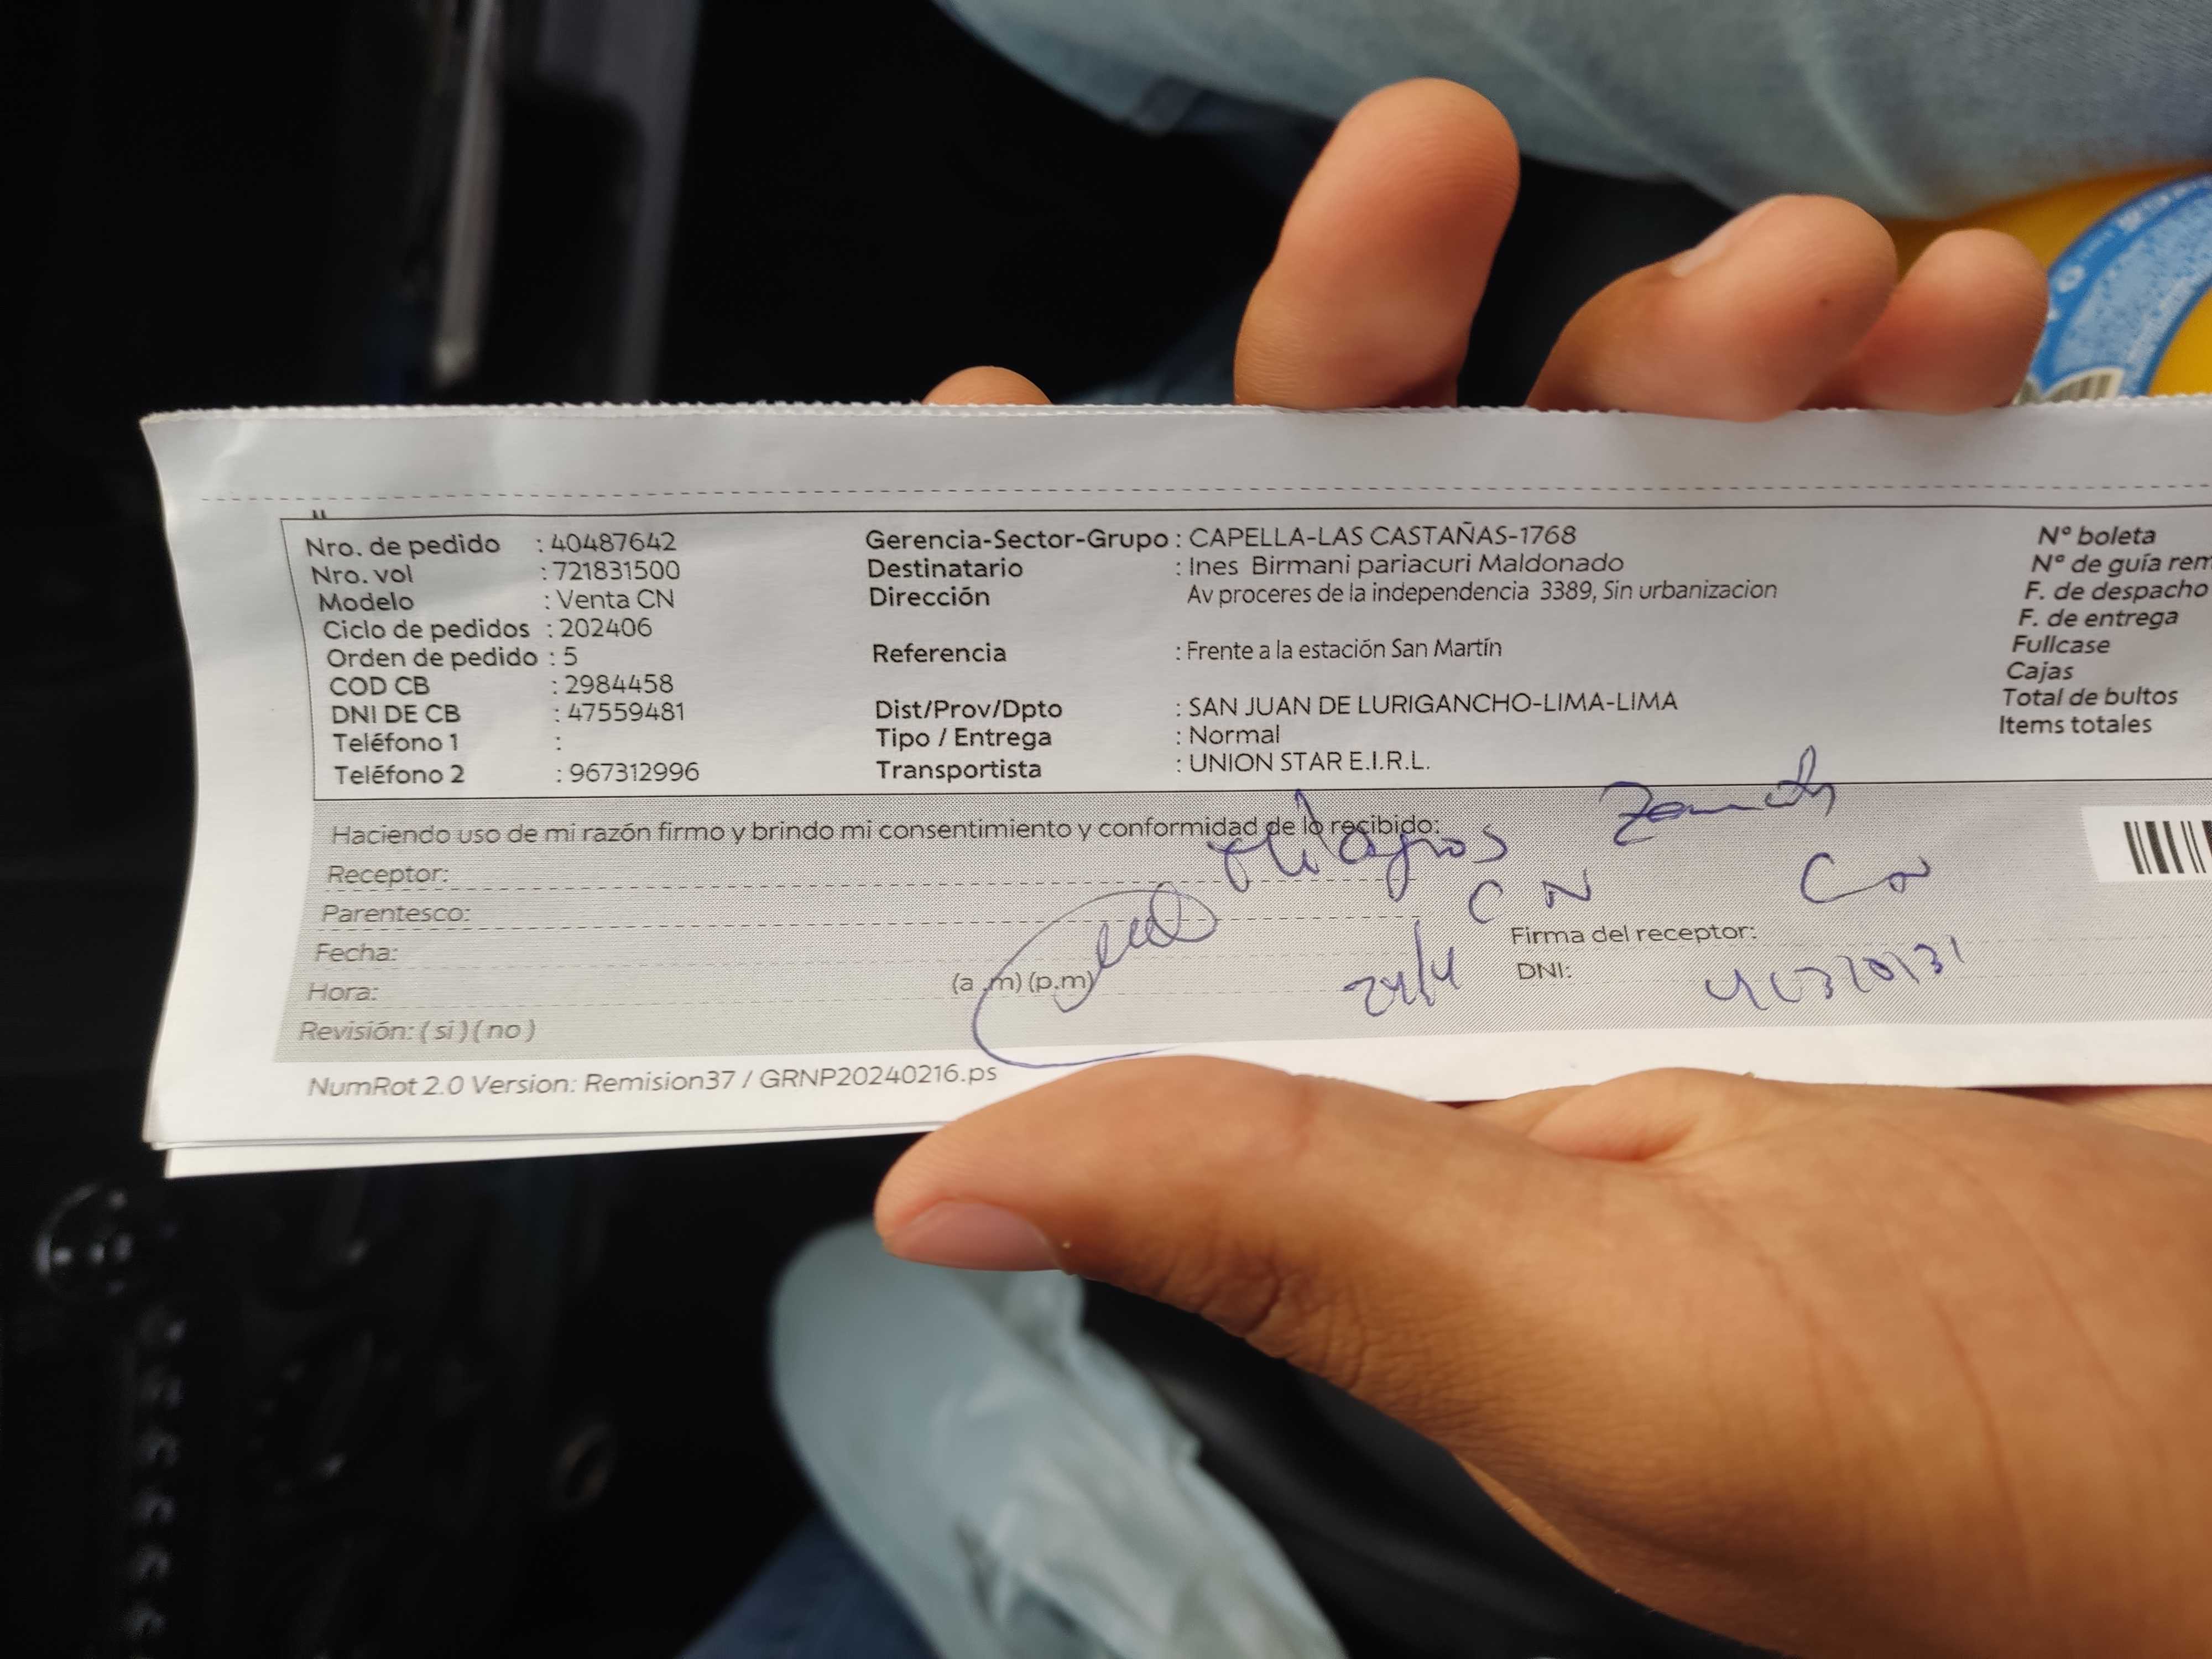 Nro. de pedido : 40487642
Nro. vol : 721831500
Modelo : Venta CN
Ciclo de pedidos : 202406
Orden de pedido : 5
COD CB : 2984458
DNI DE CB : 47559481
Teléfono 1 :
Teléfono 2 : 967312996
Gerencia-Sector-Grupo : CAPELLA-LAS CASTAÑAS-1768
Destinatario : Ines Birmani pariacuri Maldonado
Dirección Av proceres de la independencia 3389, Sin urbanizacion
Referencia : Frente a la estación San Martín
Dist/Prov/Dpto : SAN JUAN DE LURIGANCHO-LIMA-LIMA
Tipo / Entrega : Normal
Transportista : UNION STAR E.I.R.L.
Nº boleta
Nº de guía rem
F. de despacho
F. de entrega
Fullcase
Cajas
Total de bultos
Items totales
Haciendo uso de mi razón firmo y brindo mi consentimiento y conformidad de lo recibido:
Milagros
Receptor:
CN
Parentesco:
Fecha:
24/4
Hora: (a .m) (p.m)
Revisión: ( si ) ( no )
Firma del receptor:
DNI:
NumRot 2.0 Version: Remision37 / GRNP20240216.ps